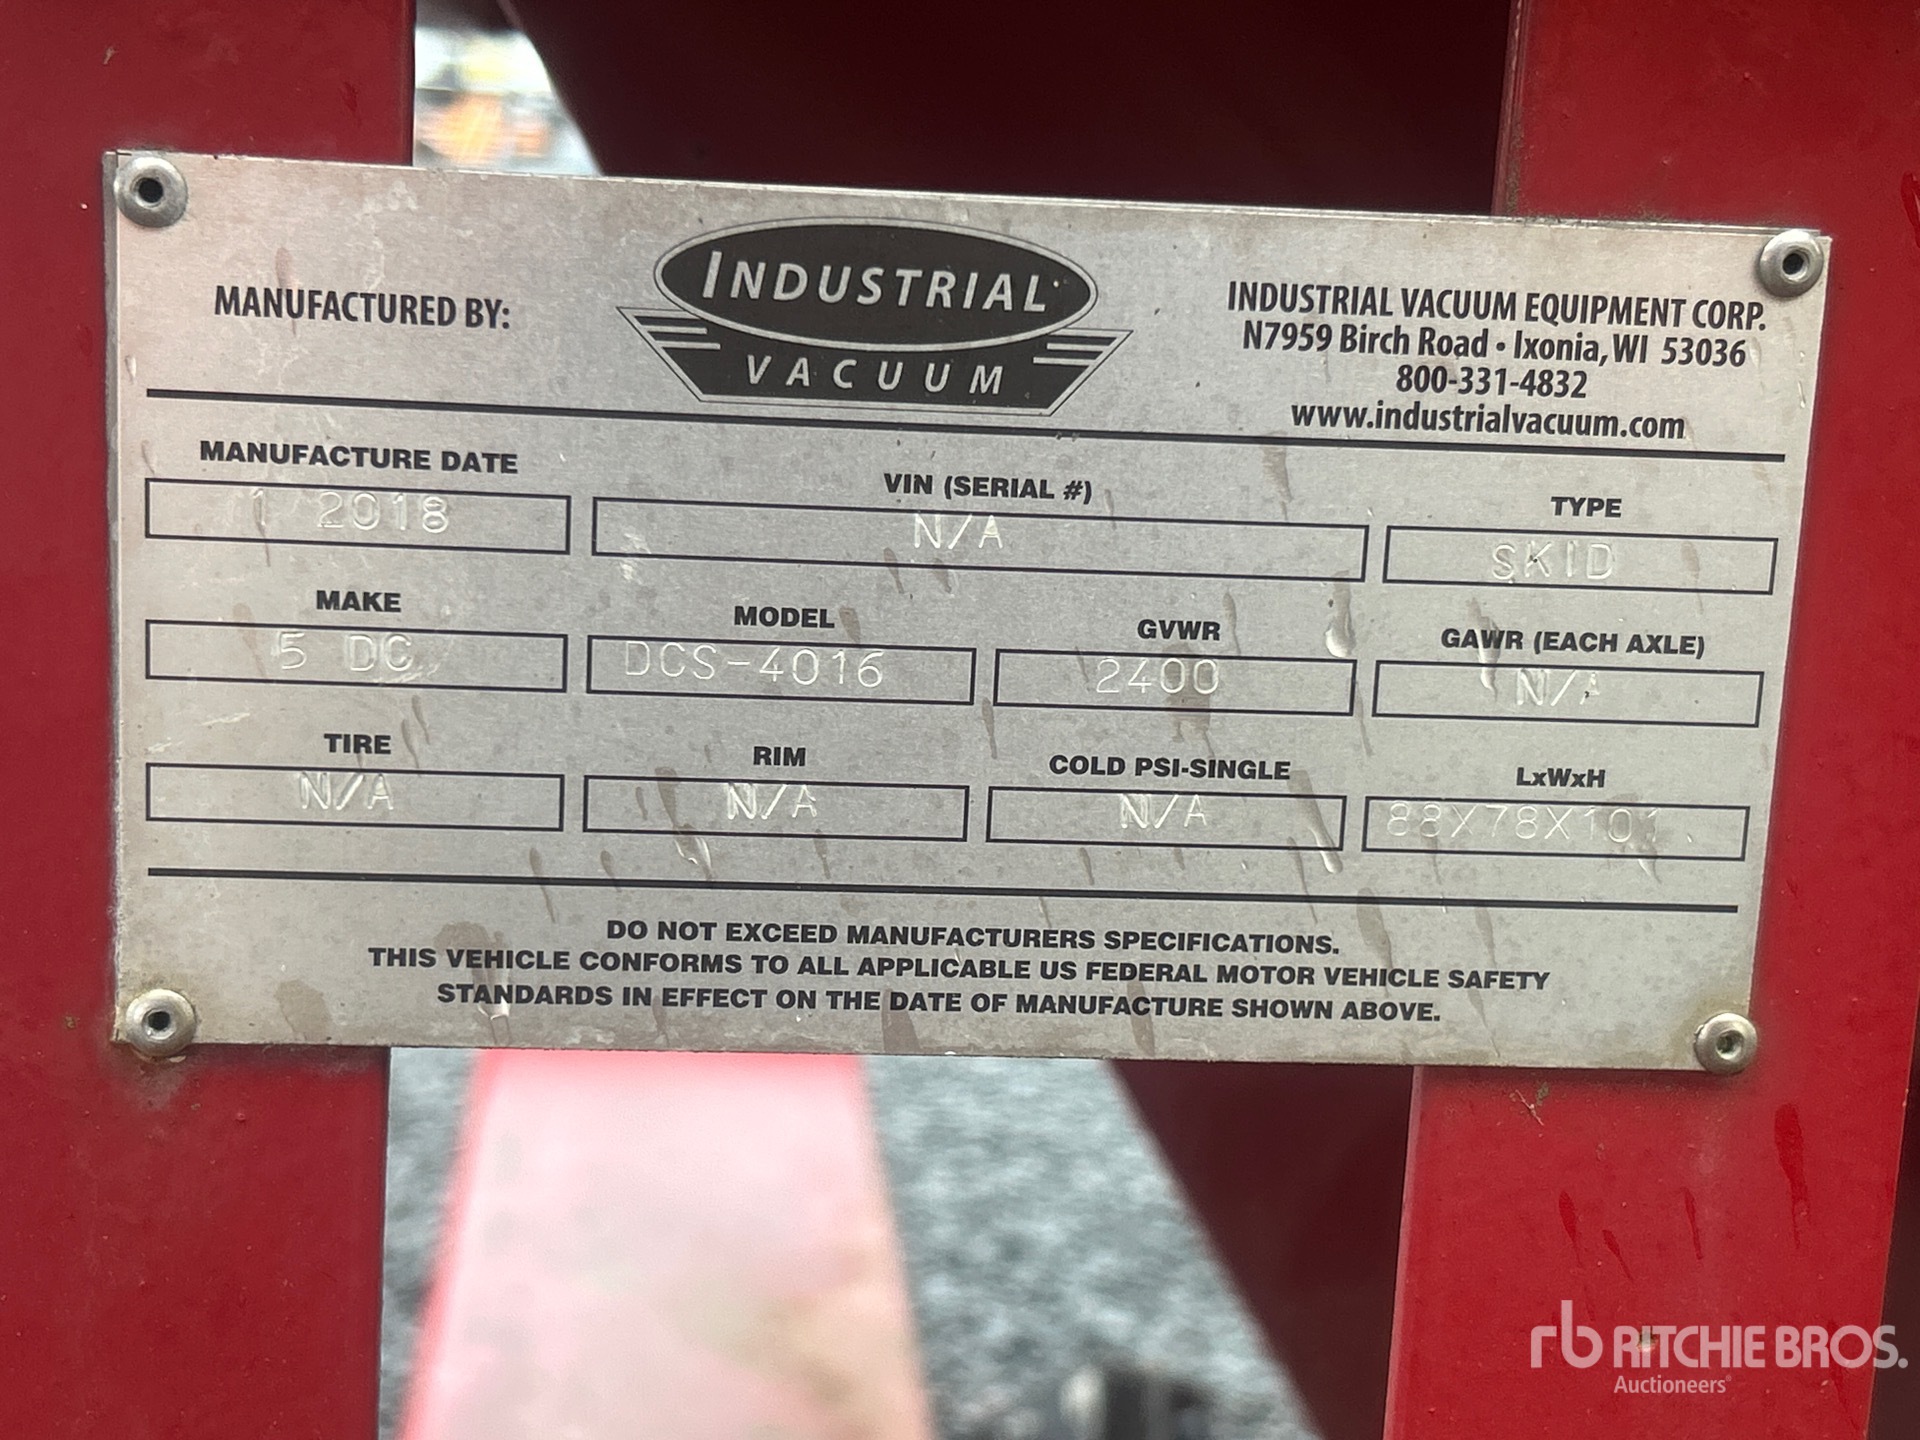 MANUFACTURED BY:
INDUSTRIAL
VACUUM
INDUSTRIAL VACUUM EQUIPMENT CORP.
N7959 Birch Road • Ixonia, WI 53036
800-331-4832
www.industrialvacuum.com
MANUFACTURE DATE
2018
VIN (SERIAL #)
N/A
TYPE
SKID
MAKE
5 DC
MODEL
DCS-4016
GVWR
2400
GAWR (EACH AXLE)
N/A
TIRE
N/A
RIM
N/A
COLD PSI-SINGLE
N/A
LxWxH
88X78X101
DO NOT EXCEED MANUFACTURERS SPECIFICATIONS.
THIS VEHICLE CONFORMS TO ALL APPLICABLE US FEDERAL MOTOR VEHICLE SAFETY
STANDARDS IN EFFECT ON THE DATE OF MANUFACTURE SHOWN ABOVE.
rb RITCHIE BROS.
Auctioneers